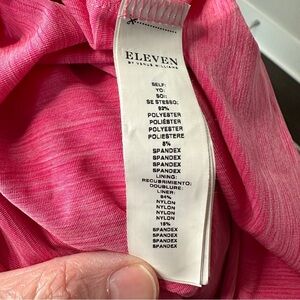 ELEVEN
BY VENUS WILLIAMS
SELF:
YO:
SOI:
SE STESSO:
92%
POLYESTER
POLIÉSTER
POLYESTER
POLIESTERE
8%
SPANDEX
SPANDEX
SPANDEX
SPANDEX
LINING:
RECUBRIMIENTO:
DOUBLURE:
LINER:
84%
NYLON
NYLON
NYLON
NYLON
16%
SPANDEX
SPANDEX
SPANDEX
SPANDEX